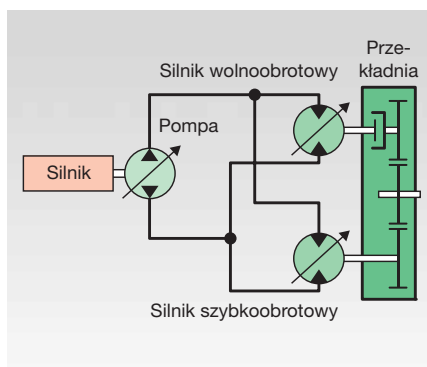 Prze-
kładnia
Silnik wolnoobrotowy
Pompa
Silnik
Silnik szybkoobrotowy